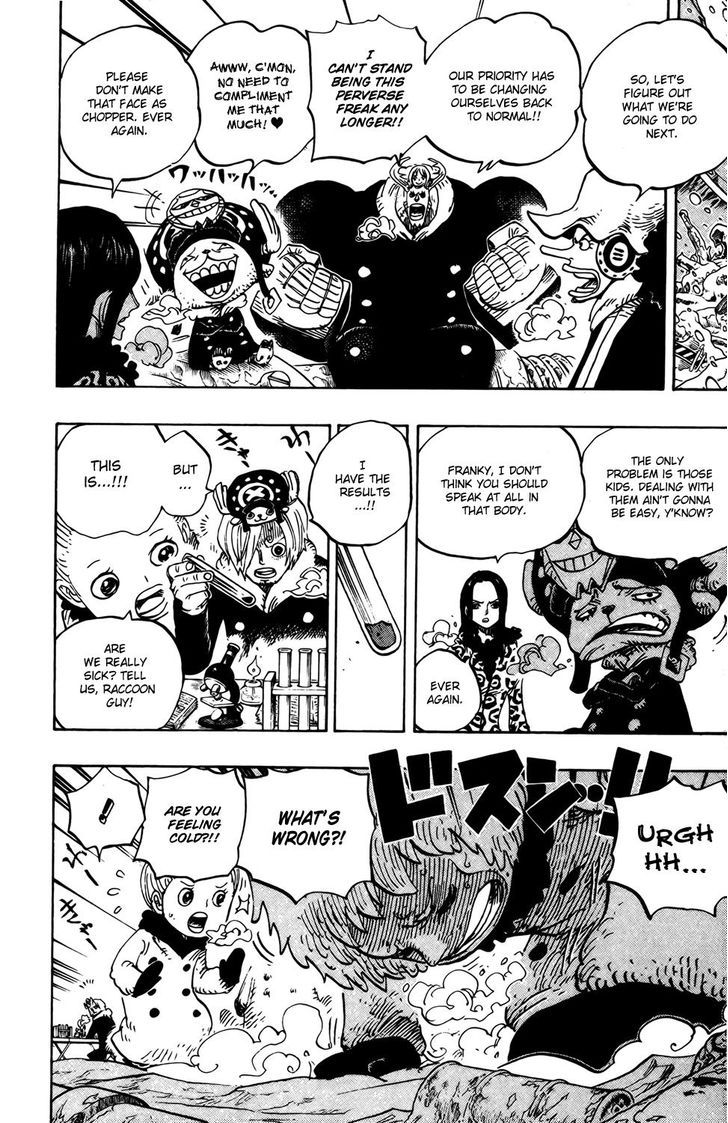 SO, LET'S
FIGURE OUT
WHAT WE'RE
GOING TO DO
NEXT.
OUR PRIORITY HAS
TO BE CHANGING
OURSELVES BACK
TO NORMAL!!
I
CAN'T STAND
BEING THIS
PERVERSE
FREAK ANY
LONGER!!
AWWW, C'MON,
NO NEED TO
COMPLIMENT
ME THAT
MUCH! ♥
PLEASE
DON'T MAKE
THAT FACE AS
CHOPPER. EVER
AGAIN.
ワッハッハッ
THE ONLY
PROBLEM IS THOSE
KIDS. DEALING WITH
THEM AIN'T GONNA
BE EASY, Y'KNOW?
FRANKY, I DON'T
THINK YOU SHOULD
SPEAK AT ALL IN
THAT BODY.
EVER
AGAIN.
I
HAVE THE
RESULTS
...!!
BUT
...
THIS
IS...!!!
ARE
WE REALLY
SICK? TELL
US, RACCOON
GUY!
URGH
HH...
ドスン!!
WHAT'S
WRONG?!
ARE YOU
FEELING
COLD?!!
!